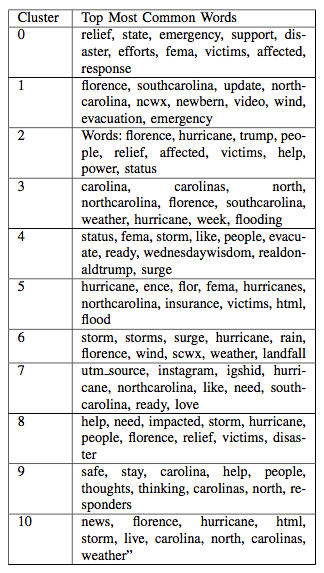 Cluster Top Most Common Words
0 relief, state, emergency, support, dis-
aster, efforts, fema, victims, affected,
response
1 florence, southcarolina, update, north-
carolina, ncwx, newbern, video, wind,
evacuation, emergency
2 Words: florence, hurricane, trump, peo-
ple, relief, affected, victims, help,
power, status
3 carolina, carolinas, north,
northcarolina, florence, southcarolina,
weather, hurricane, week, flooding
4 status, fema, storm, like, people, evacu-
ate, ready, wednesdaywisdom, realdon-
aldtrump, surge
5 hurricane, ence, flor, fema, hurricanes,
northcarolina, insurance, victims, html,
flood
6 storm, storms, surge, hurricane, rain,
florence, wind, scwx, weather, landfall
7 utm_source, instagram, igshid, hurri-
cane, northcarolina, like, need, south-
carolina, ready, love
8 help, need, impacted, storm, hurricane,
people, florence, relief, victims, disas-
ter
9 safe, stay, carolina, help, people,
thoughts, thinking, carolinas, north, re-
sponders
10 news, florence, hurricane, html,
storm, live, carolina, north, carolinas,
weather”